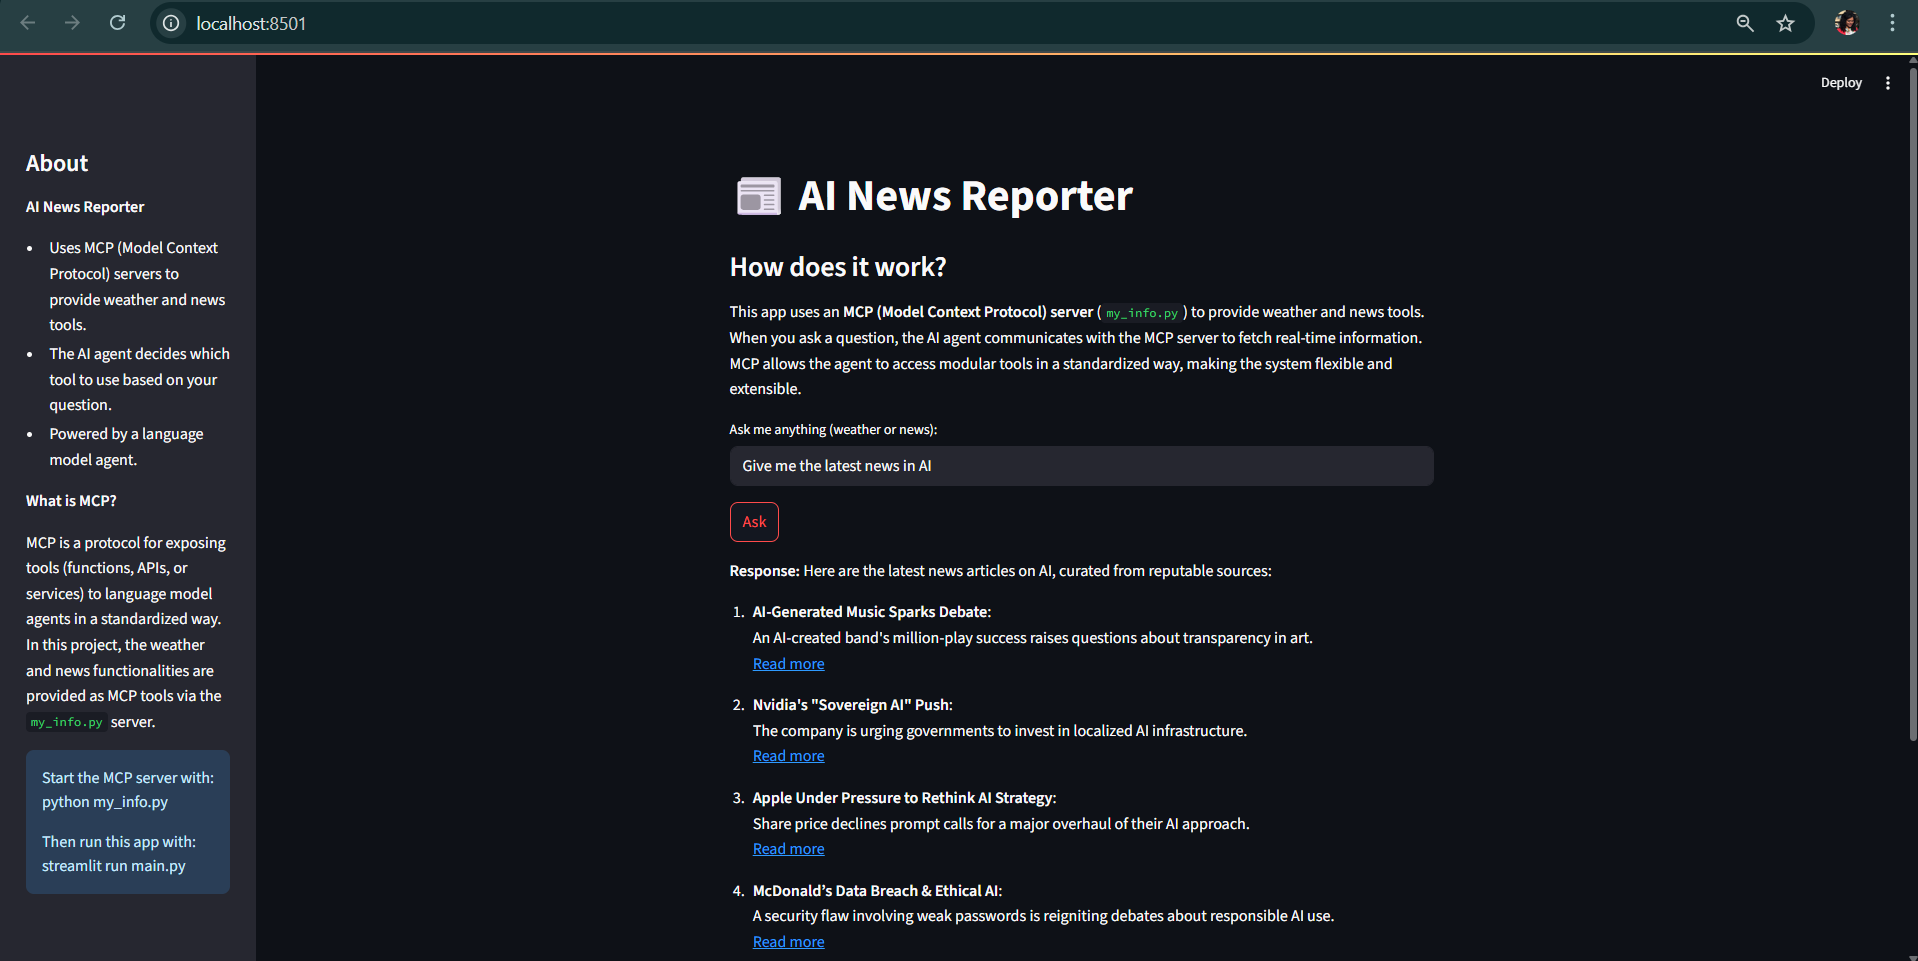 localhost:8501
Deploy
About
AI News Reporter
• Uses MCP (Model Context
Protocol) servers to
provide weather and news
tools.
• The AI agent decides which
tool to use based on your
question.
• Powered by a language
model agent.
What is MCP?
MCP is a protocol for exposing
tools (functions, APIs, or
services) to language model
agents in a standardized way.
In this project, the weather
and news functionalities are
provided as MCP tools via the
my_info.py server.
Start the MCP server with:
python my_info.py
Then run this app with:
streamlit run main.py
AI News Reporter
How does it work?
This app uses an MCP (Model Context Protocol) server ( my_info.py ) to provide weather and news tools.
When you ask a question, the AI agent communicates with the MCP server to fetch real-time information.
MCP allows the agent to access modular tools in a standardized way, making the system flexible and
extensible.
Ask me anything (weather or news):
Give me the latest news in AI
Ask
Response: Here are the latest news articles on AI, curated from reputable sources:
1. AI-Generated Music Sparks Debate:
An AI-created band's million-play success raises questions about transparency in art.
Read more
2. Nvidia's "Sovereign AI" Push:
The company is urging governments to invest in localized AI infrastructure.
Read more
3. Apple Under Pressure to Rethink AI Strategy:
Share price declines prompt calls for a major overhaul of their AI approach.
Read more
4. McDonald’s Data Breach & Ethical AI:
A security flaw involving weak passwords is reigniting debates about responsible AI use.
Read more